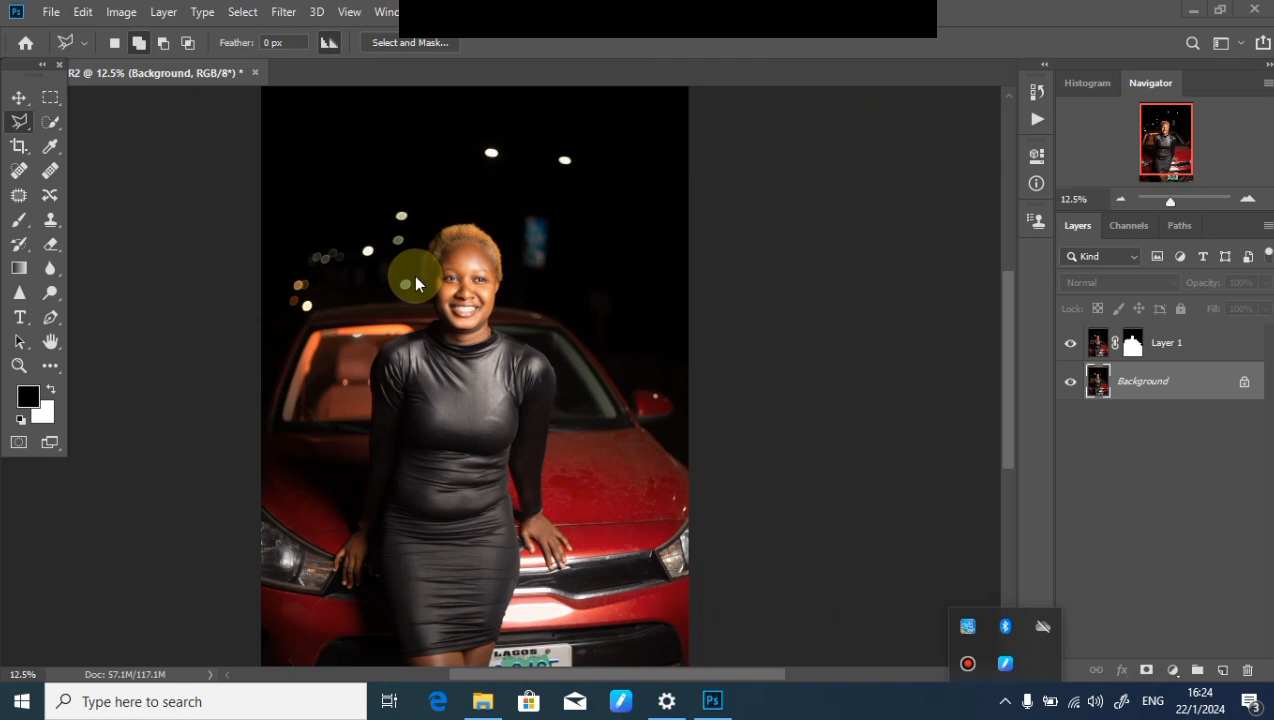 Ps File Edit Image Layer Type Select Filter 3D View
Feather: 0 px Select and Mask...
R2 @ 12.5% (Background, RGB/8*) *
Histogram Navigator
12.5%
Layers Channels Paths
Kind
Normal Opacity: 100%
Lock: Fill: 100%
Layer 1
Background
T
LAGOS
12.5% Doc: 57.1M/117.1M
Type here to search
Ps
ENG
16:24
22/1/2024
3